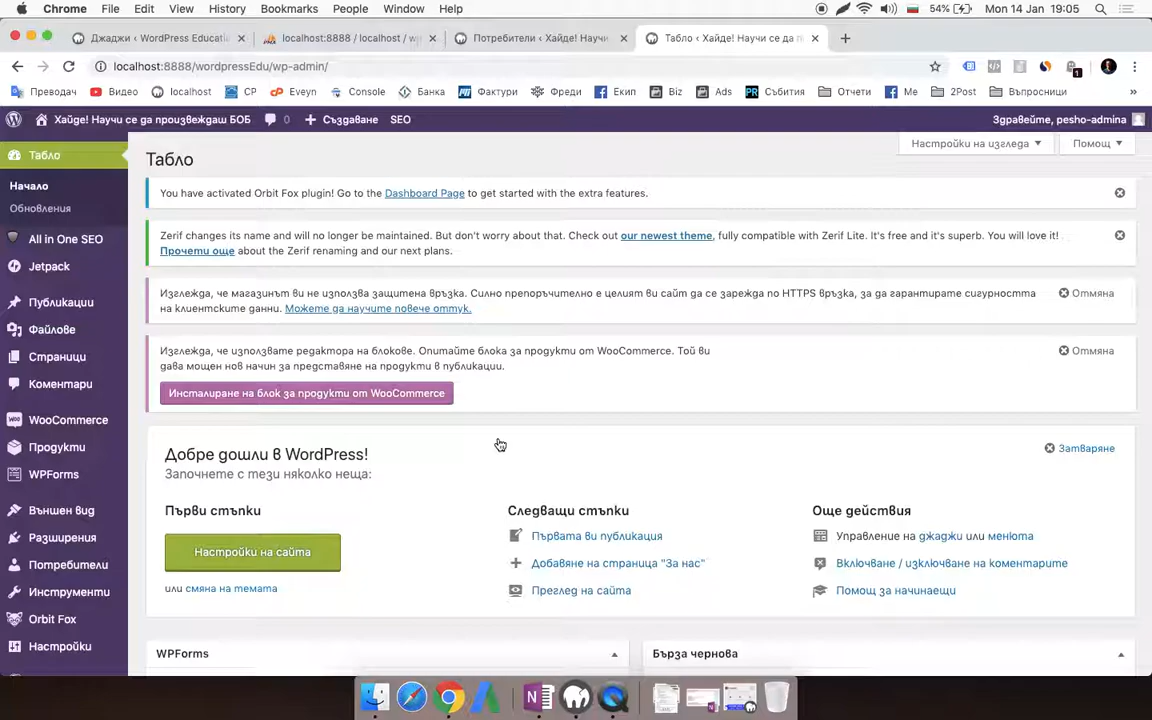 Chrome File Edit View History Bookmarks People Window Help 54% Mon 14 Jan 19:05
Джаджи ‹ WordPress Educati
localhost:8888 / localhost / w
Потребители ‹ Хайде! Научи
Табло ‹ Хайде! Научи се да п
localhost:8888/wordpressEdu/wp-admin/
1
Преводач Видео localhost CP Eveyn Console Банка Фактури Фреди Екип Biz Ads Събития Отчети Me 2Post Въпросници »
Хайде! Научи се да произвеждаш БОБ 0 Създаване SEO Здравейте, pesho-admina
Настройки на изгледа Помощ
Табло
Начало
Обновления
All in One SEO
Jetpack
Публикации
Файлове
Страници
Коментари
WooCommerce
Продукти
WPForms
Външен вид
Разширения
Потребители
Инструменти
Orbit Fox
Настройки
Табло
You have activated Orbit Fox plugin! Go to the Dashboard Page to get started with the extra features.
Zerif changes its name and will no longer be maintained. But don't worry about that. Check out our newest theme, fully compatible with Zerif Lite. It's free and it's superb. You will love it!
Прочети още about the Zerif renaming and our next plans.
Изглежда, че магазинът ви не използва защитена връзка. Силно препоръчително е целият ви сайт да се зарежда по HTTPS връзка, за да гарантирате сигурността
на клиентските данни. Можете да научите повече оттук.
Отмяна
Изглежда, че използвате редактора на блокове. Опитайте блока за продукти от WooCommerce. Той ви
дава мощен нов начин за представяне на продукти в публикации.
Отмяна
Инсталиране на блок за продукти от WooCommerce
Добре дошли в WordPress!
Затваряне
Започнете с тези няколко неща:
Първи стъпки
Настройки на сайта
или смяна на темата
Следващи стъпки
Първата ви публикация
Добавяне на страница "За нас"
Преглед на сайта
Още действия
Управление на джаджи или менюта
Включване / изключване на коментарите
Помощ за начинаещи
WPForms
Бърза чернова